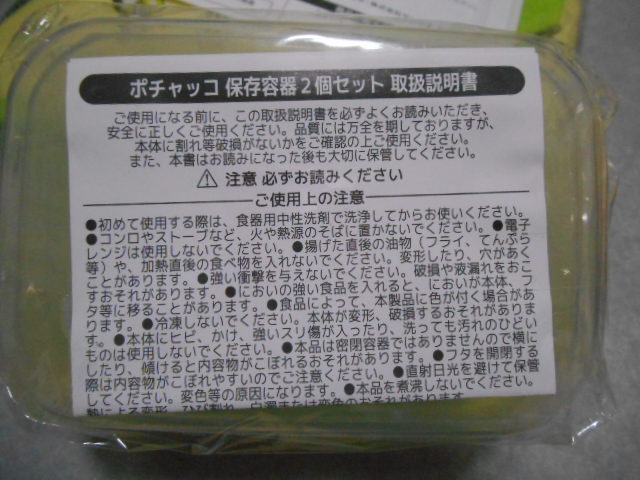 ポチャッコ 保存容器2個セット 取扱説明書
ご使用になる前に、この取扱説明書を必ずよくお読みいただき、
安全に正しくご使用ください。品質には万全を期しておりますが、
本体に割れ等破損がないかをご確認の上ご使用ください。
また、本書はお読みになった後も大切に保管してください。
⚠ 注意 必ずお読みください
ご使用上の注意
●初めて使用する際は、食器用中性洗剤で洗浄してからお使いください。●電子
●コンロやストーブなど、火や熱源のそばに置かないでください。
レンジは使用しないでください。●揚げた直後の油物(フライ、てんぷら
等)や、加熱直後の食べ物を入れないでください。変形したり、穴があく
ことがあります。●強い衝撃を与えないでください。破損や液漏れをおこ
すおそれがあります。●においの強い食品を入れると、においが本体、フ
タ等に移ることがあります。●食品によって、本製品に色が付く場合があ
ります。●冷凍しないでください。本体が変形、破損するおそれがありま
す。●本体にヒビ、かけ、強いスリ傷が入ったり、洗っても汚れのひどい
ものは使用しないでください。●本品は密閉容器ではありませんので横に
したり、傾けると内容物がこぼれるおそれがあります。●フタを開閉する
際は内容物がこぼれやすいのでご注意ください。●直射日光を避けて保管
してください。変色等の原因になります。●本品を煮沸しないでください。
熱による変形、ひび割れ、白濁または変色のおそれがあります